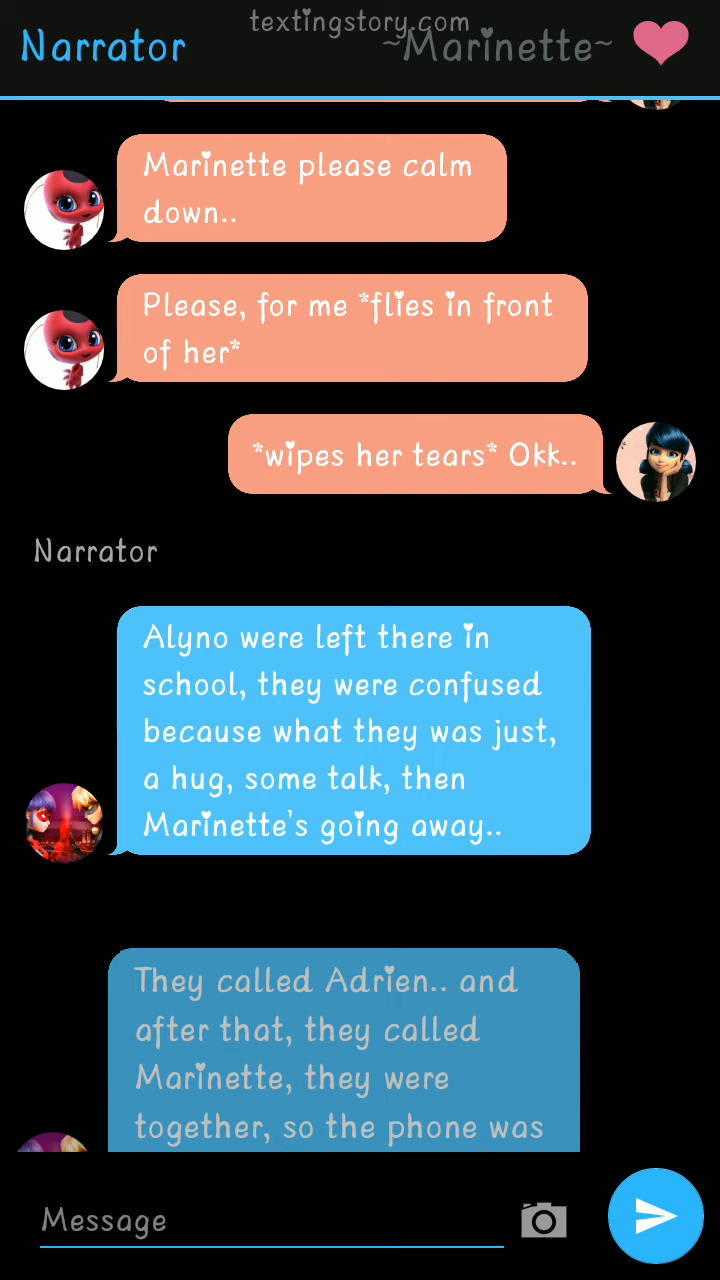 textingstory.com
Narrator
~Marinette~
Marinette please calm
down..
Please, for me *flies in front
of her*
*wipes her tears* Okk..
Narrator
Alyno were left there in
school, they were confused
because what they was just,
a hug, some talk, then
Marinette's going away..
They called Adrien.. and
after that, they called
Marinette, they were
together, so the phone was
Message